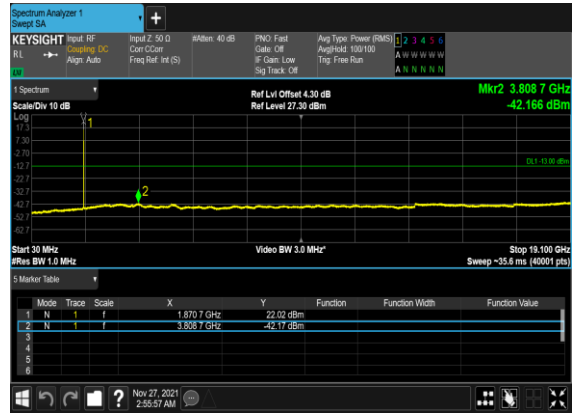 Spectrum Analyzer 1
Swept SA
+
KEYSIGHT Input: RF Input Z: 50 Ω #Atten: 40 dB PNO: Fast Avg Type: Power (RMS) 1 2 3 4 5 6
RL Coupling: DC Corr CCorr Gate: Off Avg|Hold: 100/100 A W W W W W
Align: Auto Freq Ref: Int (S) IF Gain: Low Trig: Free Run
Sig Track: Off A N N N N N
1 Spectrum Ref Lvl Offset 4.30 dB Mkr2 3.808 7 GHz
Scale/Div 10 dB Ref Level 27.30 dBm -42.166 dBm
Log
17.3
7.30
-2.70
-12.7
-22.7
-32.7
-42.7
-52.7
-62.7
1
2
DL1 -13.00 dBm
Start 30 MHz Video BW 3.0 MHz* Stop 19.100 GHz
#Res BW 1.0 MHz Sweep ~35.6 ms (40001 pts)
5 Marker Table
Mode Trace Scale X Y Function Function Width Function Value
1 N 1 f 1.870 7 GHz 22.02 dBm
2 N 1 f 3.808 7 GHz -42.17 dBm
3
4
5
6
? Nov 27, 2021
2:55:57 AM